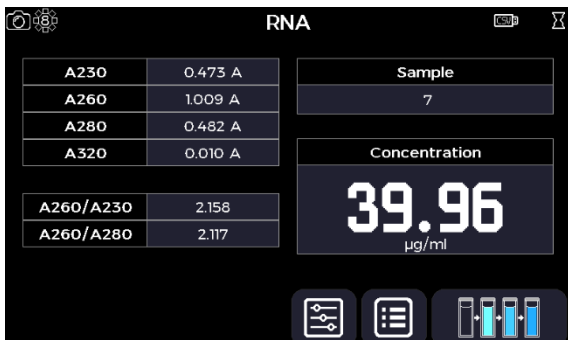 8
RNA
CSV
A230 0.473 A
A260 1.009 A
A280 0.482 A
A320 0.010 A
A260/A230 2.158
A260/A280 2.117
Sample
7
Concentration
39.96
µg/ml